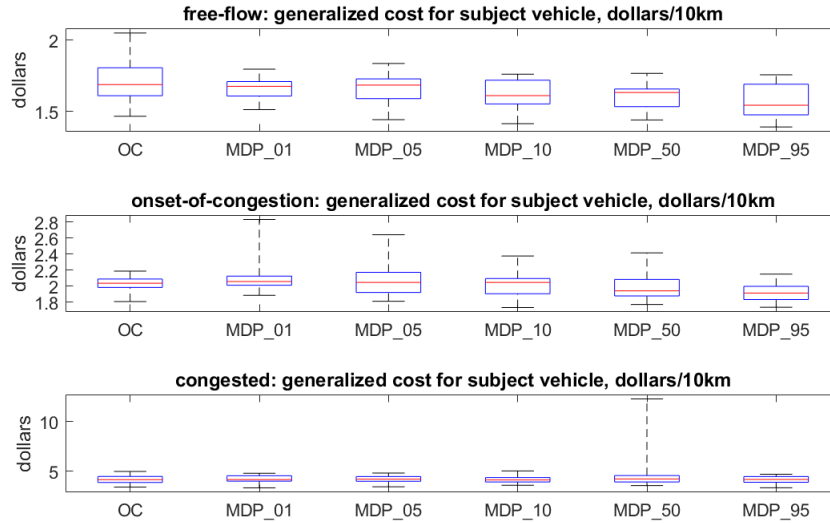 free-flow: generalized cost for subject vehicle, dollars/10km
dollars
2
1.5
OC MDP_01 MDP_05 MDP_10 MDP_50 MDP_95
onset-of-congestion: generalized cost for subject vehicle, dollars/10km
dollars
2.8
2.6
2.4
2.2
2
1.8
OC MDP_01 MDP_05 MDP_10 MDP_50 MDP_95
congested: generalized cost for subject vehicle, dollars/10km
dollars
10
5
OC MDP_01 MDP_05 MDP_10 MDP_50 MDP_95